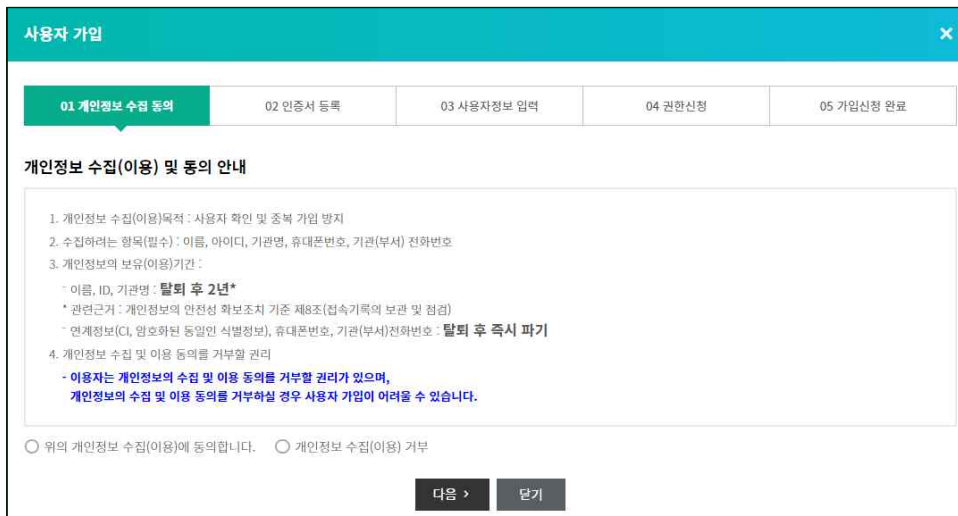 사용자 가입
01 개인정보 수집 동의 02 인증서 등록 03 사용자정보 입력 04 권한신청 05 가입신청 완료
개인정보 수집(이용) 및 동의 안내
1. 개인정보 수집(이용)목적 : 사용자 확인 및 중복 가입 방지
2. 수집하려는 항목(필수) : 이름, 아이디, 기관명, 휴대폰번호, 기관(부서) 전화번호
3. 개인정보의 보유(이용)기간 :
- 이름, ID, 기관명 : 탈퇴 후 2년*
* 관련근거 : 개인정보의 안전성 확보조치 기준 제8조(접속기록의 보관 및 점검)
- 연계정보(CI, 암호화된 동일인 식별정보), 휴대폰번호, 기관(부서)전화번호 : 탈퇴 후 즉시 파기
4. 개인정보 수집 및 이용 동의를 거부할 권리
- 이용자는 개인정보의 수집 및 이용 동의를 거부할 권리가 있으며,
개인정보의 수집 및 이용 동의를 거부하실 경우 사용자 가입이 어려울 수 있습니다.
위의 개인정보 수집(이용)에 동의합니다. 개인정보 수집(이용) 거부
다음 > 닫기